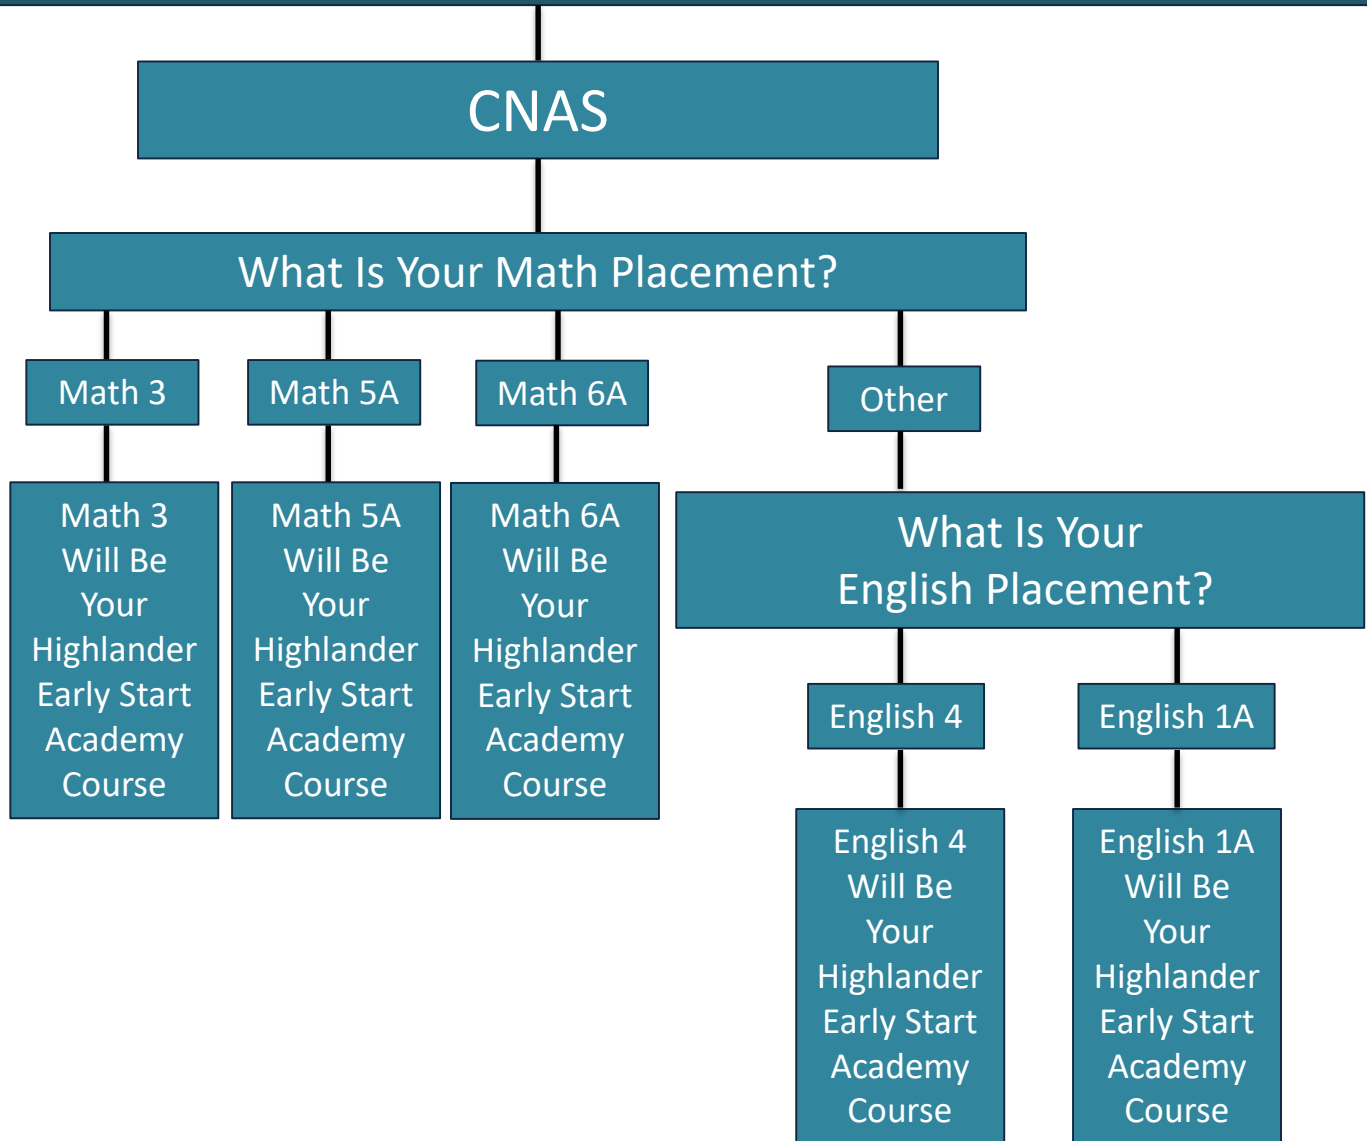 CNAS
What Is Your Math Placement?
Math 3
Math 5A
Math 6A
Other
Math 3
Will Be
Your
Highlander
Early Start
Academy
Course
Math 5A
Will Be
Your
Highlander
Early Start
Academy
Course
Math 6A
Will Be
Your
Highlander
Early Start
Academy
Course
What Is Your
English Placement?
English 4
English 1A
English 4
Will Be
Your
Highlander
Early Start
Academy
Course
English 1A
Will Be
Your
Highlander
Early Start
Academy
Course